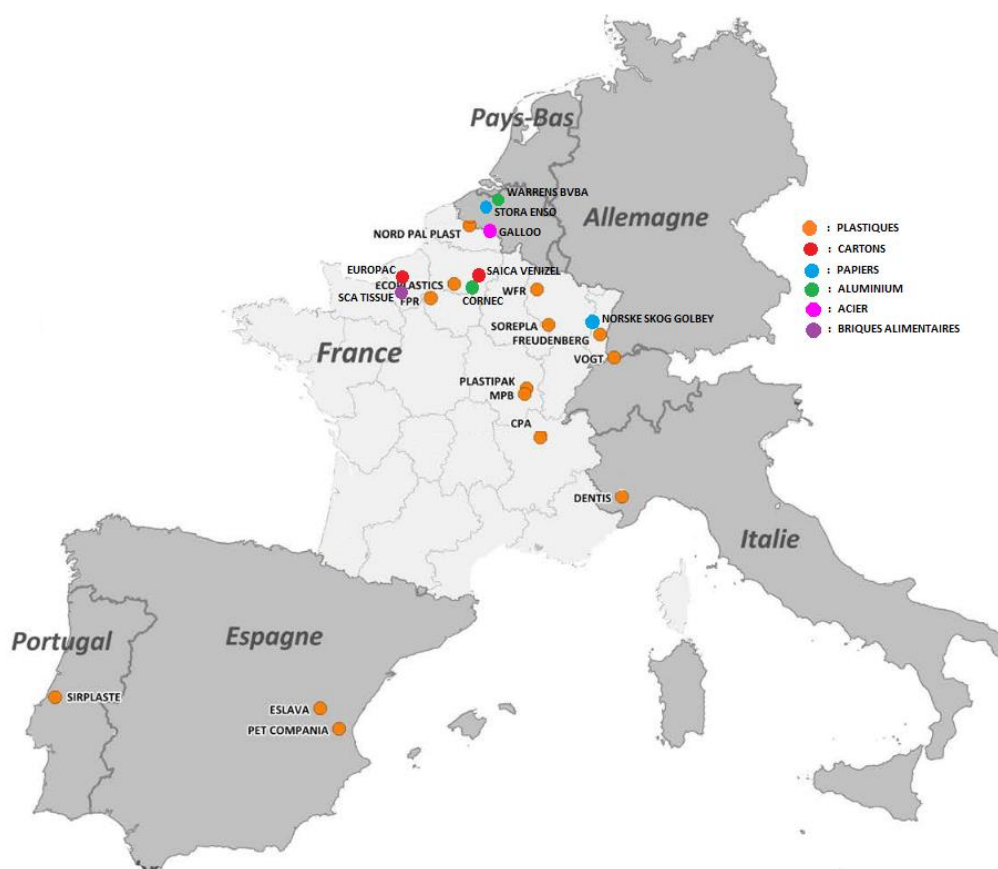 Pays-Bas
WARRENS BVBA
STORA ENSO
Allemagne
NORD PAL PLAST
GALLOO
: PLASTIQUES
: CARTONS
: PAPIERS
: ALUMINIUM
: ACIER
: BRIQUES ALIMENTAIRES
EUROPAC
SAICA VENIZEL
ECOPLASTICS
SCA TISSUE
FPR
CORNEC
WFR
NORSKE SKOG GOLBEY
SOREPLA
FREUDENBERG
France
VOGT
PLASTIPAK
MPB
CPA
DENTIS
Italie
Portugal
Espagne
SIRPLASTE
ESLAVA
PET COMPANIA